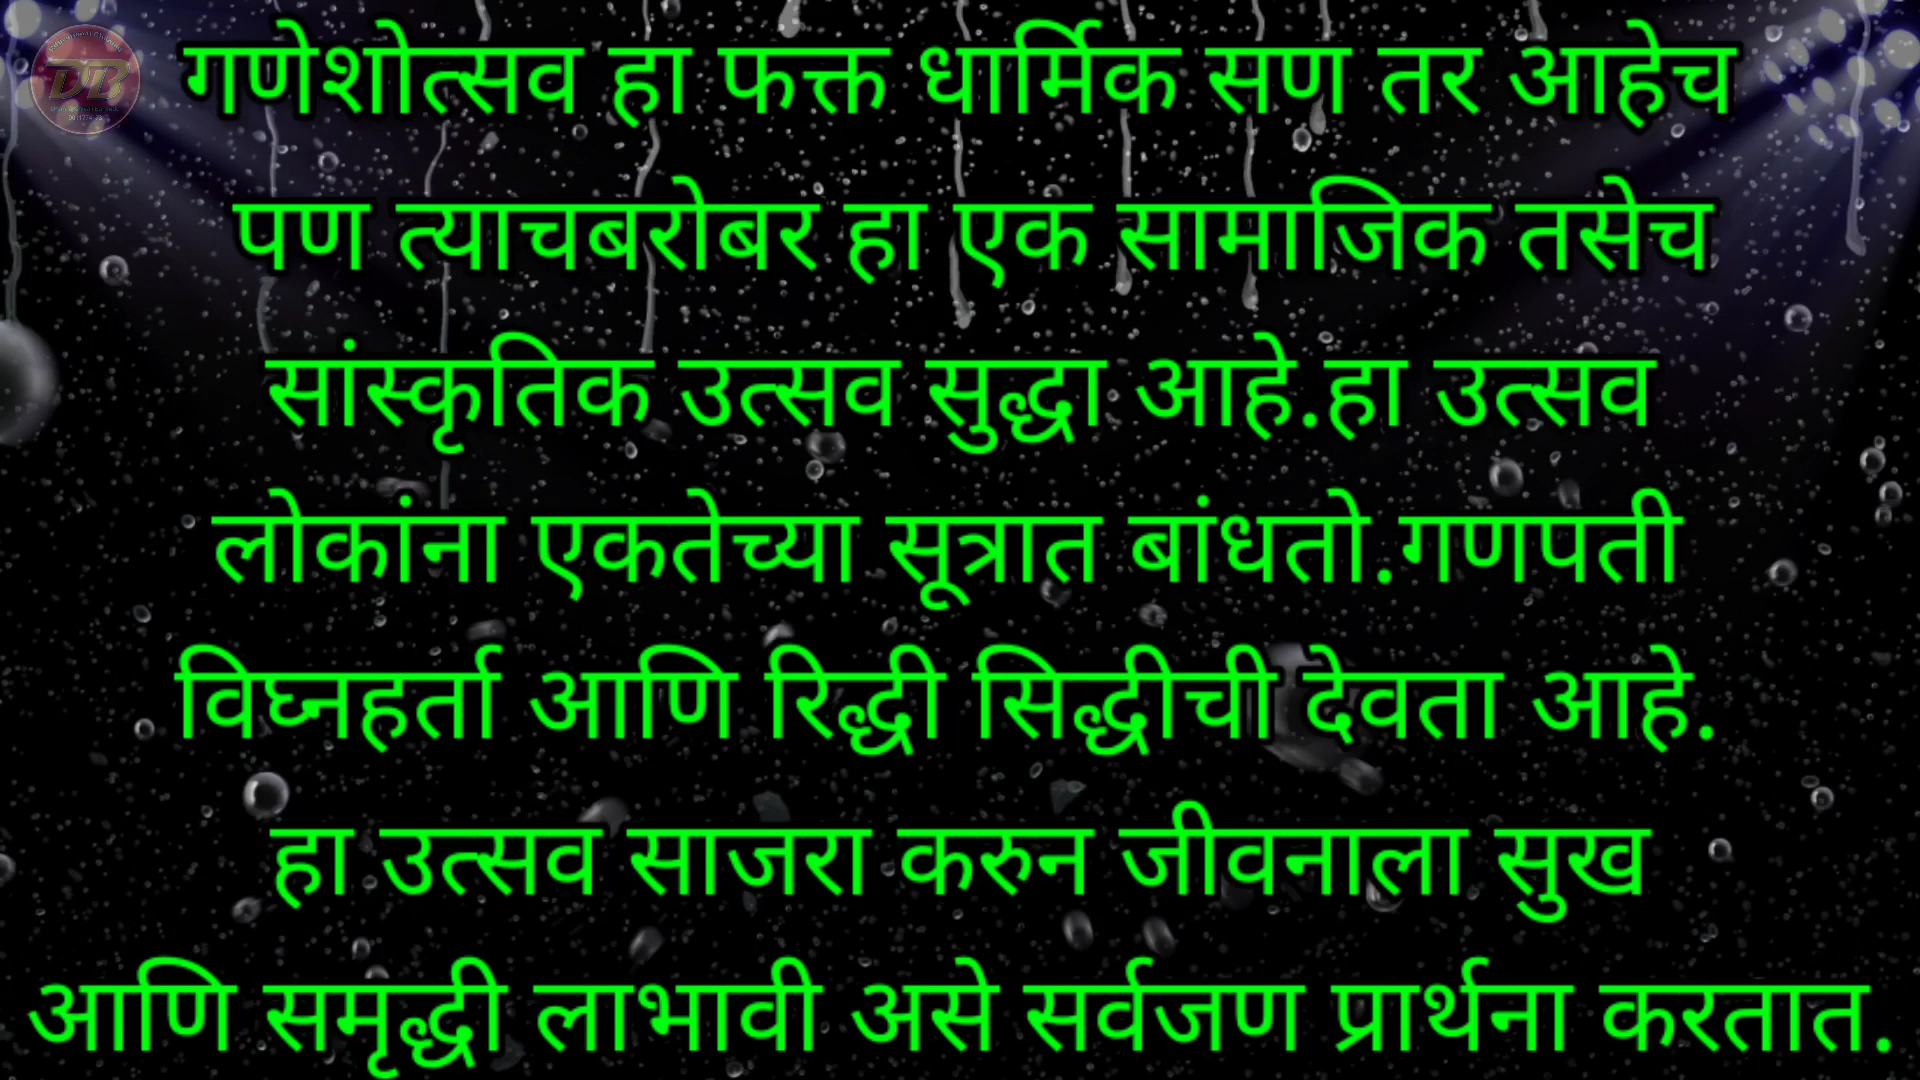 गणेशोत्सव हा फक्त धार्मिक सण तर आहेच
पण त्याचबरोबर हा एक सामाजिक तसेच
सांस्कृतिक उत्सव सुद्धा आहे.हा उत्सव
लोकांना एकतेच्या सूत्रात बांधतो.गणपती
विघ्नहर्ता आणि रिद्धी सिद्धीची देवता आहे.
हा उत्सव साजरा करुन जीवनाला सुख
आणि समृद्धी लाभावी असे सर्वजण प्रार्थना करतात.
DB